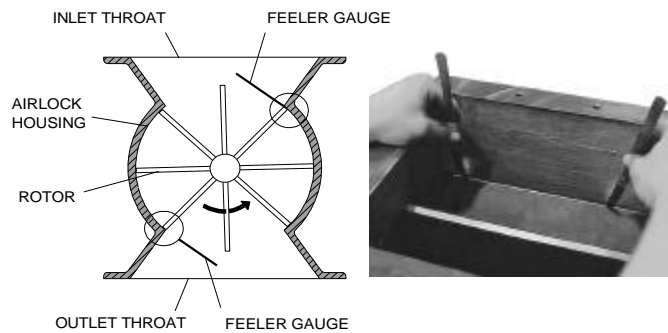 INLET THROAT
FEELER GAUGE
AIRLOCK
HOUSING
ROTOR
OUTLET THROAT
FEELER GAUGE